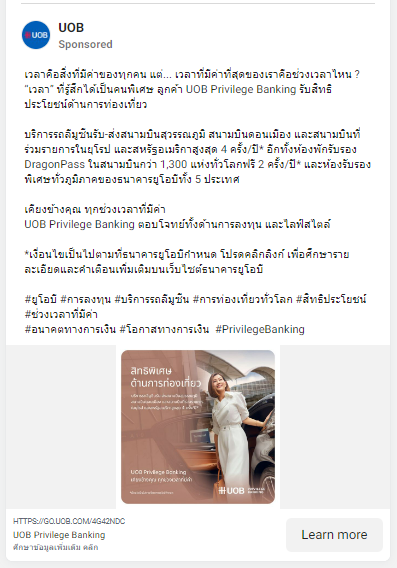 UOB
Sponsored
เวลาคือสิ่งที่มีค่าของทุกคน แต่... เวลาที่มีค่าที่สุดของเราคือช่วงเวลาไหน ?
"เวลา" ที่รู้สึกได้เป็นคนพิเศษ ลูกค้า UOB Privilege Banking รับสิทธิ
ประโยชน์ด้านการท่องเที่ยว
บริการรถลีมูซีนรับ-ส่งสนามบินสุวรรณภูมิ สนามบินดอนเมือง และสนามบินที่
ร่วมรายการในยุโรป และสหรัฐอเมริกาสูงสุด 4 ครั้ง/ปี* อีกทั้งห้องพักรับรอง
DragonPass ในสนามบินกว่า 1,300 แห่งทั่วโลกฟรี 2 ครั้ง/ปี* และห้องรับรอง
พิเศษทั่วภูมิภาคของธนาคารยูโอบีทั้ง 5 ประเทศ
เคียงข้างคุณ ทุกช่วงเวลาที่มีค่า
UOB Privilege Banking ตอบโจทย์ทั้งด้านการลงทุน และไลฟ์สไตล์
*เงื่อนไขเป็นไปตามที่ธนาคารยูโอบีกำหนด โปรดคลิกลิงก์ เพื่อศึกษาราย
ละเอียดและคำเตือนเพิ่มเติมบนเว็บไซต์ธนาคารยูโอบี
#ยูโอบี #การลงทุน #บริการรถลีมูซีน #การท่องเที่ยวทั่วโลก #สิทธิประโยชน์
#ช่วงเวลาที่มีค่า
#อนาคตทางการเงิน #โอกาสทางการเงิน #PrivilegeBanking
สิทธิพิเศษ
ด้านการท่องเที่ยว
UOB Privilege Banking
เคียงข้างคุณ ทุกช่วงเวลาที่มีค่า
UOB
HTTPS://GO.UOB.COM/4G42NDC
UOB Privilege Banking
ศึกษาข้อมูลเพิ่มเติม คลิก
Learn more